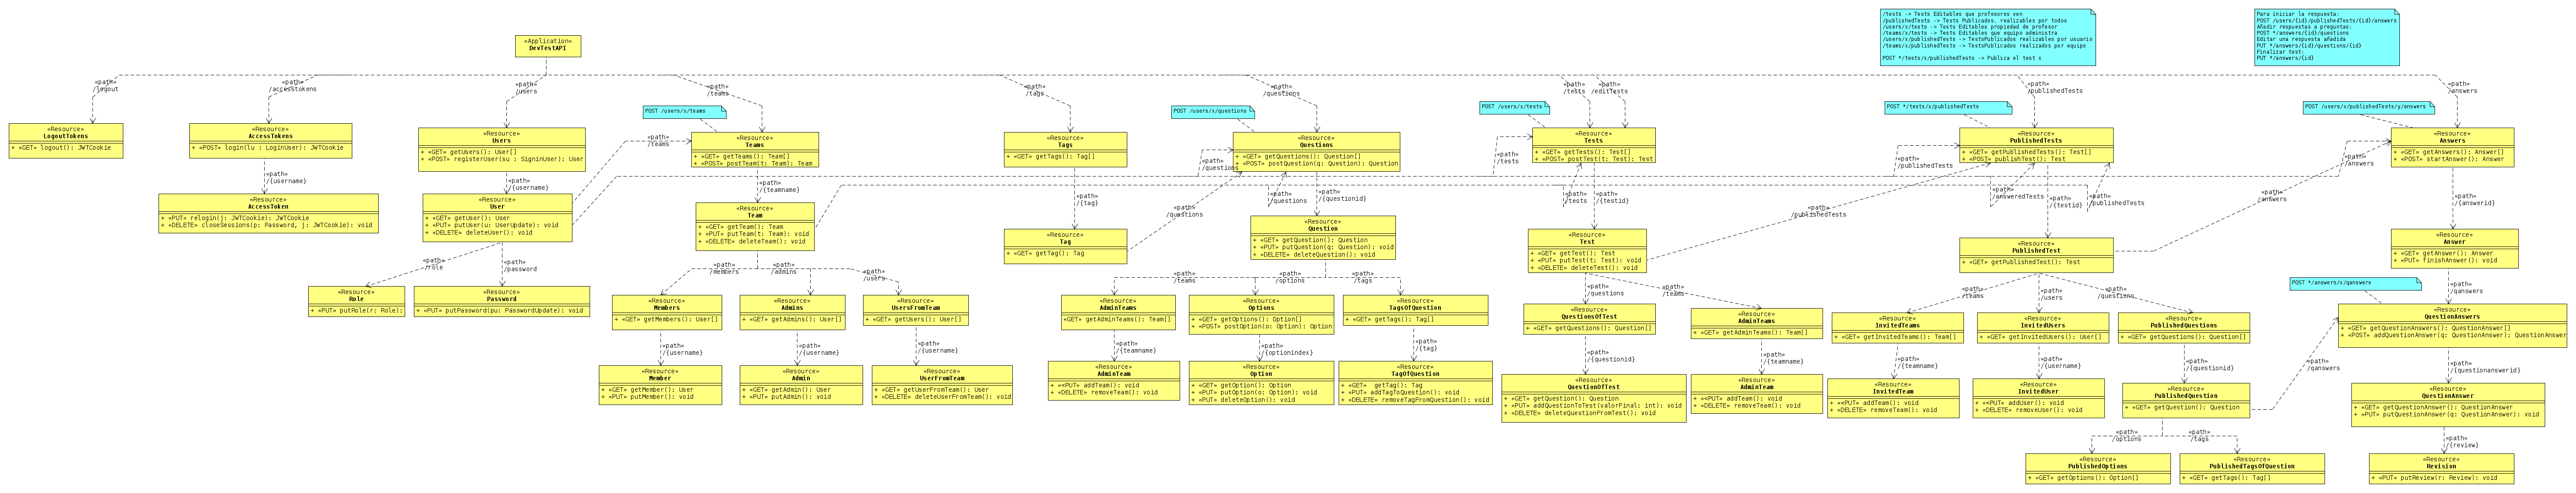 /tests -> Tests Editables que profesores ven
/publishedTests -> Tests Publicados, realizables por todos
/users/x/tests -> Tests Editables propiedad de profesor
/teams/x/tests -> Tests Editables que equipo administra
/users/x/publishedTests -> TestsPublicados realizables por usuario
/teams/x/publishedTests -> TestsPublicados realizados por equipo
POST */tests/x/publishedTests -> Publica el test x
Para iniciar la respuesta:
POST /users/{id}/publishedTests/{id}/answers
Añadir respuestas a preguntas:
POST */answers/{id}/questions
Editar una respuesta añadida
PUT */answers/{id}/questions/{id}
Finalizar test:
PUT */answers/{id}
«Application»
DevTestAPI
«path»
/logout
«path»
/accesstokens
«path»
/users
«path»
/teams
«path»
/tags
«path»
/questions
«path»
/tests
«path»
/editTests
«path»
/publishedTests
«path»
/answers
POST /users/x/teams
POST /users/x/questions
POST /users/x/tests
POST */tests/x/publishedTests
POST /users/x/publishedTests/y/answers
«Resource»
LogoutTokens
+ «GET» logout(): JWTCookie
«Resource»
AccessTokens
+ «POST» login(lu : LoginUser): JWTCookie
«Resource»
Users
+ «GET» getUsers(): User[]
+ «POST» registerUser(su : SigninUser): User
«path»
/teams
«Resource»
Teams
+ «GET» getTeams(): Team[]
+ «POST» postTeam(t: Team): Team
«Resource»
Tags
+ «GET» getTags(): Tag[]
«path»
/questions
«Resource»
Questions
+ «GET» getQuestions(): Question[]
+ «POST» postQuestion(q: Question): Question
«path»
/tests
«Resource»
Tests
+ «GET» getTests(): Test[]
+ «POST» postTest(t: Test): Test
«path»
/publishedTests
«Resource»
PublishedTests
+ «GET» getPublishedTests(): Test[]
+ «POST» publishTest(): Test
«path»
/answers
«Resource»
Answers
+ «GET» getAnswers(): Answer[]
+ «POST» startAnswer(): Answer
«path»
/{username}
«path»
/{username}
«path»
/{teamname}
«path»
/{tag}
«path»
/questions
«path»
/questions
«path»
/{questionid}
«path»
/tests
«path»
/{testid}
«path»
/publishedTests
«path»
/answeredTests
«path»
/{testid}
«path»
/publishedTests
«path»
/answers
«path»
/{answerid}
«Resource»
AccessToken
+ «PUT» relogin(j: JWTCookie): JWTCookie
+ «DELETE» closeSessions(p: Password, j: JWTCookie): void
«Resource»
User
+ «GET» getUser(): User
+ «PUT» putUser(u: UserUpdate): void
+ «DELETE» deleteUser(): void
«Resource»
Team
+ «GET» getTeam(): Team
+ «PUT» putTeam(t: Team): void
+ «DELETE» deleteTeam(): void
«Resource»
Tag
+ «GET» getTag(): Tag
«Resource»
Question
+ «GET» getQuestion(): Question
+ «PUT» putQuestion(q: Question): void
+ «DELETE» deleteQuestion(): void
«Resource»
Test
+ «GET» getTest(): Test
+ «PUT» putTest(t: Test): void
+ «DELETE» deleteTest(): void
«Resource»
PublishedTest
+ «GET» getPublishedTest(): Test
«Resource»
Answer
+ «GET» getAnswer(): Answer
+ «PUT» finishAnswer(): void
«path»
/role
«path»
/password
«path»
/members
«path»
/admins
«path»
/users
«path»
/teams
«path»
/options
«path»
/tags
«path»
/questions
«path»
/teams
«path»
/teams
«path»
/users
«path»
/questions
POST */answers/x/qanswers
«path»
/qanswers
«Resource»
Role
+ «PUT» putRole(r: Role):
«Resource»
Password
+ «PUT» putPassword(pu: PasswordUpdate): void
«Resource»
Members
+ «GET» getMembers(): User[]
«Resource»
Admins
+ «GET» getAdmins(): User[]
«Resource»
UsersFromTeam
+ «GET» getUsers(): User[]
«Resource»
AdminTeams
«GET» getAdminTeams(): Team[]
«Resource»
Options
+ «GET» getOptions(): Option[]
+ «POST» postOption(o: Option): Option
«Resource»
TagsOfQuestion
+ «GET» getTags(): Tag[]
«Resource»
QuestionsOfTest
+ «GET» getQuestions(): Question[]
«Resource»
AdminTeams
+ «GET» getAdminTeams(): Team[]
«Resource»
InvitedTeams
+ «GET» getInvitedTeams(): Team[]
«Resource»
InvitedUsers
+ «GET» getInvitedUsers(): User[]
«Resource»
PublishedQuestions
+ «GET» getQuestions(): Question[]
«Resource»
QuestionAnswers
+ «GET» getQuestionAnswers(): QuestionAnswer[]
+ «POST» addQuestionAnswer(q: QuestionAnswer): QuestionAnswer
«path»
/{username}
«path»
/{username}
«path»
/{username}
«path»
/{teamname}
«path»
/{optionindex}
«path»
/{tag}
«path»
/{questionid}
«path»
/{teamname}
«path»
/{teamname}
«path»
/{username}
«path»
/{questionid}
«path»
/qanswers
«path»
/{questionanswerid}
«Resource»
Member
+ «GET» getMember(): User
+ «PUT» putMember(): void
«Resource»
Admin
+ «GET» getAdmin(): User
+ «PUT» putAdmin(): void
«Resource»
UserFromTeam
+ «GET» getUserFromTeam(): User
+ «DELETE» deleteUserFromTeam(): void
«Resource»
AdminTeam
+ «<PUT» addTeam(): void
+ «DELETE» removeTeam(): void
«Resource»
Option
+ «GET» getOption(): Option
+ «PUT» putOption(o: Option): void
+ «PUT» deleteOption(): void
«Resource»
TagOfQuestion
+ «GET»  getTag(): Tag
+ «PUT» addTagToQuestion(): void
+ «DELETE» removeTagFromQuestion(): void
«Resource»
QuestionOfTest
+ «GET» getQuestion(): Question
+ «PUT» addQuestionToTest(valorFinal: int): void
+ «DELETE» deleteQuestionFromTest(): void
«Resource»
AdminTeam
+ «<PUT» addTeam(): void
+ «DELETE» removeTeam(): void
«Resource»
InvitedTeam
+ «<PUT» addTeam(): void
+ «DELETE» removeTeam(): void
«Resource»
InvitedUser
+ «<PUT» addUser(): void
+ «DELETE» removeUser(): void
«Resource»
PublishedQuestion
+ «GET» getQuestion(): Question
«Resource»
QuestionAnswer
+ «GET» getQuestionAnswer(): QuestionAnswer
+ «PUT» putQuestionAnswer(q: QuestionAnswer): void
«path»
/options
«path»
/tags
«path»
/{review}
«Resource»
PublishedOptions
+ «GET» getOptions(): Option[]
«Resource»
PublishedTagsOfQuestion
+ «GET» getTags(): Tag[]
«Resource»
Revision
+ «PUT» putReview(r: Review): void